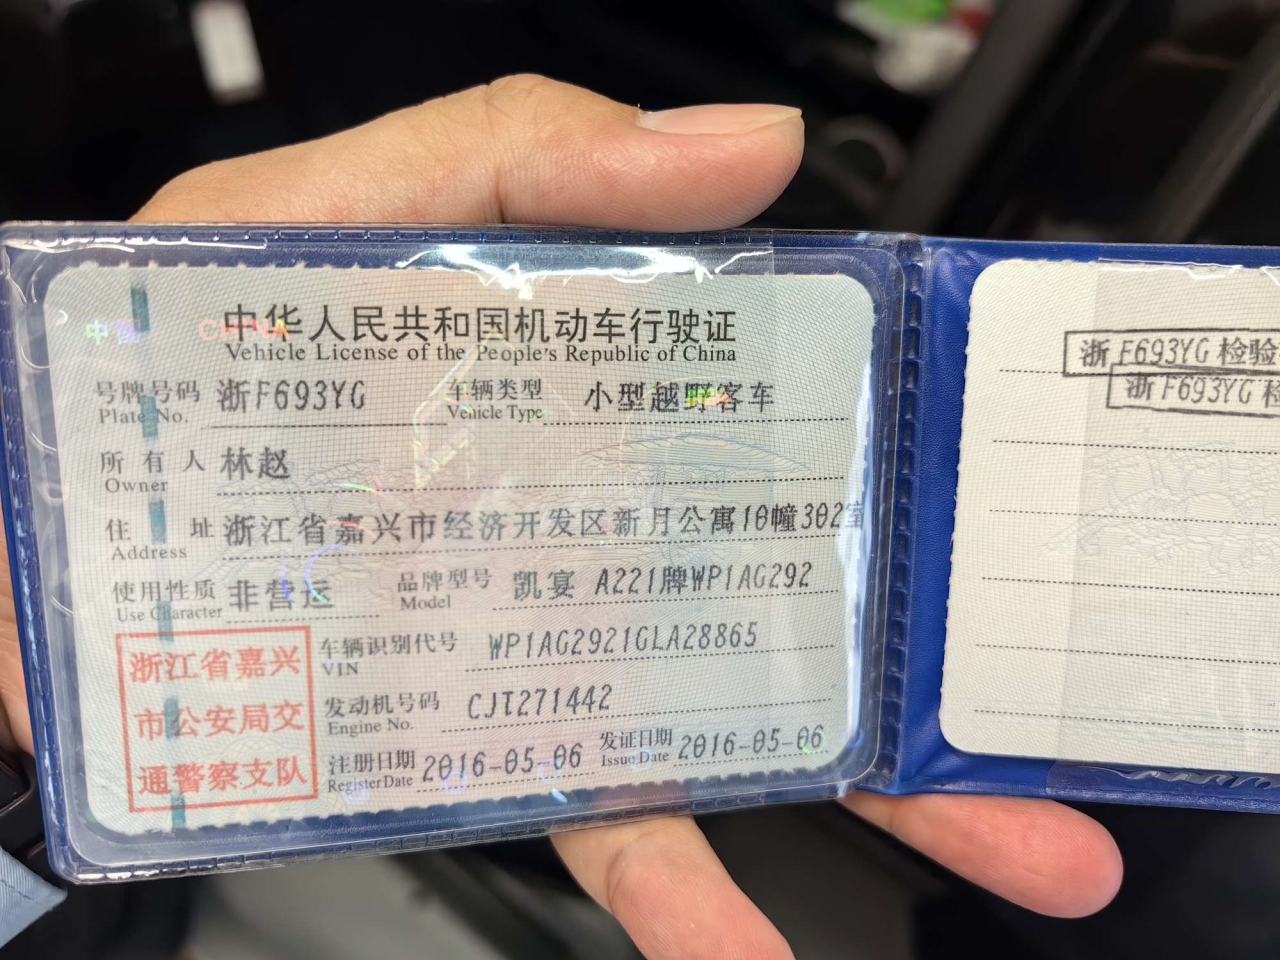 中国 CHINA
中华人民共和国机动车行驶证
Vehicle License of the People's Republic of China
号牌号码 浙F693YG 车辆类型 小型越野客车
Plate No. Vehicle Type
所有人 林赵
Owner
住址 浙江省嘉兴市经济开发区新月公寓10幢302室
Address
使用性质 非营运 品牌型号 凯宴 A221牌WP1AG292
Use Character Model
浙江省嘉兴
市公安局交
通警察支队
车辆识别代号 WP1AG2921GLA28865
VIN
发动机号码 CJT271442
Engine No.
注册日期 2016-05-06 发证日期 2016-05-06
Register Date Issue Date
浙F693YG 检验
浙F693YG 检